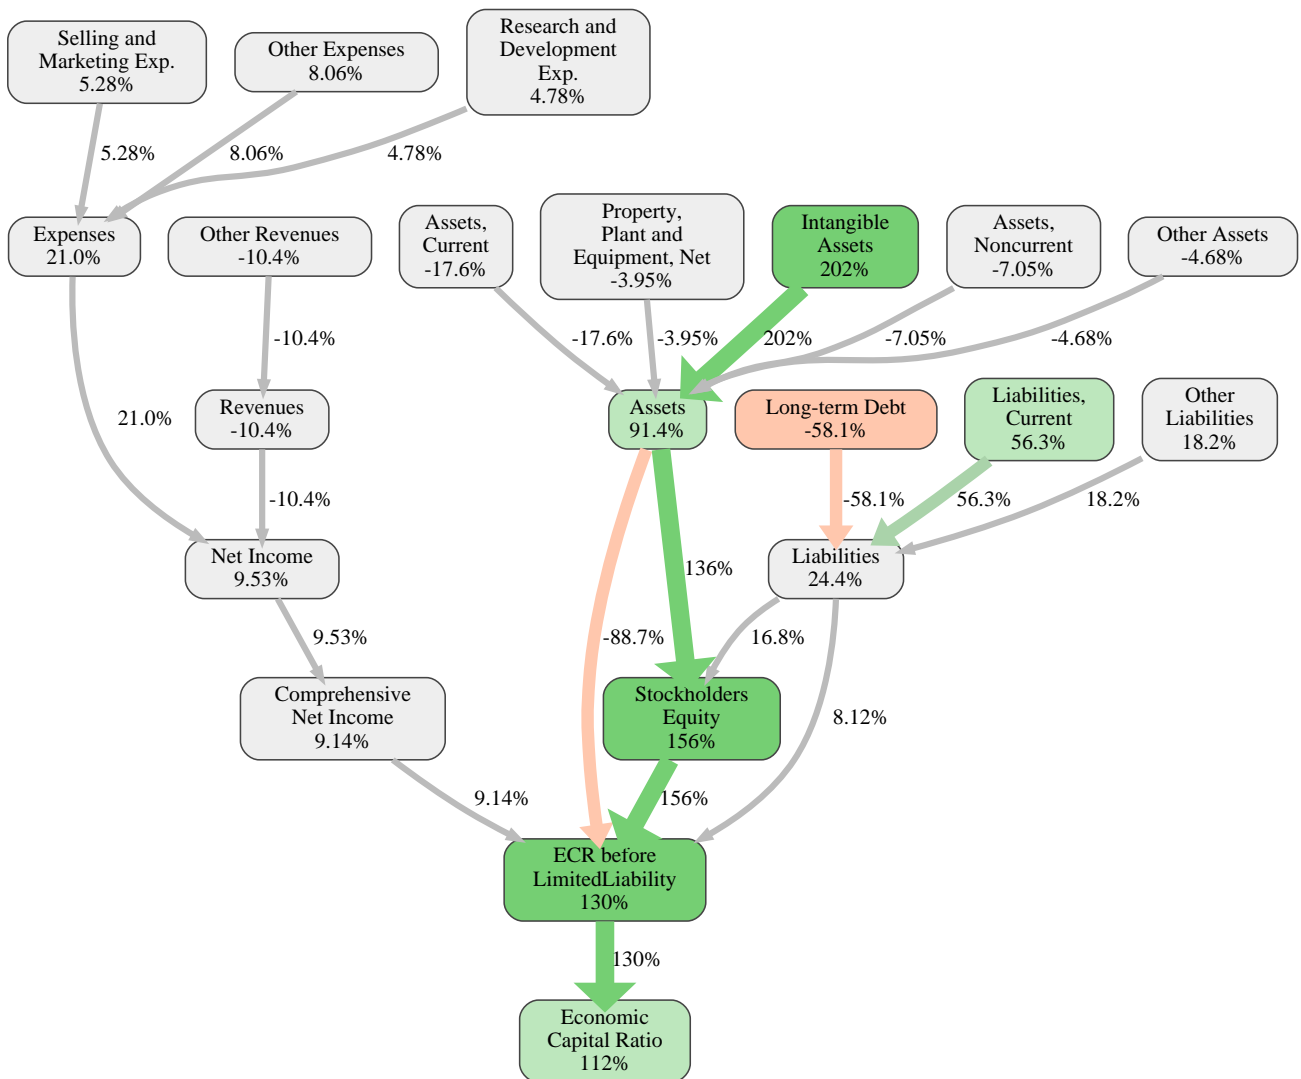 Selling and
Marketing Exp.
5.28%
Other Expenses
8.06%
Research and
Development
Exp.
4.78%
5.28%
8.06%
4.78%
Expenses
21.0%
Other Revenues
-10.4%
Assets,
Current
-17.6%
Property,
Plant and
Equipment, Net
-3.95%
Intangible
Assets
202%
Assets,
Noncurrent
-7.05%
Other Assets
-4.68%
-10.4%
-17.6%
-3.95%
202%
-7.05%
-4.68%
21.0%
Revenues
-10.4%
Assets
91.4%
Long-term Debt
-58.1%
Liabilities,
Current
56.3%
Other
Liabilities
18.2%
-10.4%
-58.1%
56.3%
18.2%
Net Income
9.53%
136%
Liabilities
24.4%
9.53%
-88.7%
16.8%
Comprehensive
Net Income
9.14%
Stockholders
Equity
156%
8.12%
9.14%
156%
ECR before
LimitedLiability
130%
130%
Economic
Capital Ratio
112%